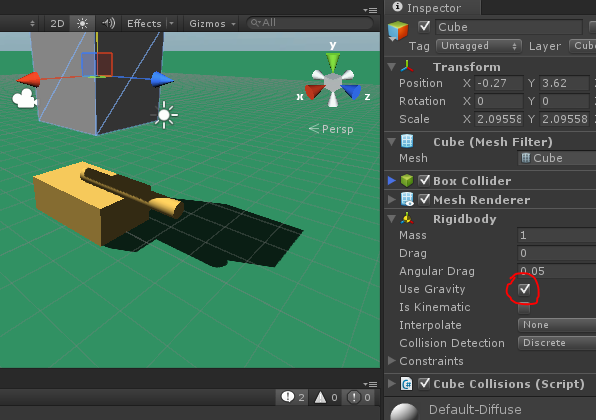 2D
Effects
Gizmos
All
y
x
z
Persp
2
0
0
Inspector
Cube
Tag Untagged Layer
Transform
Position X -0.27 Y 3.62
Rotation X 0 Y 0
Scale X 2.09558 Y 2.09558
Cube (Mesh Filter)
Mesh Cube
Box Collider
Mesh Renderer
Rigidbody
Mass 1
Drag 0
Angular Drag 0.05
Use Gravity
Is Kinematic
Interpolate None
Collision Detection Discrete
Constraints
Cube Collisions (Script)
Default-Diffuse